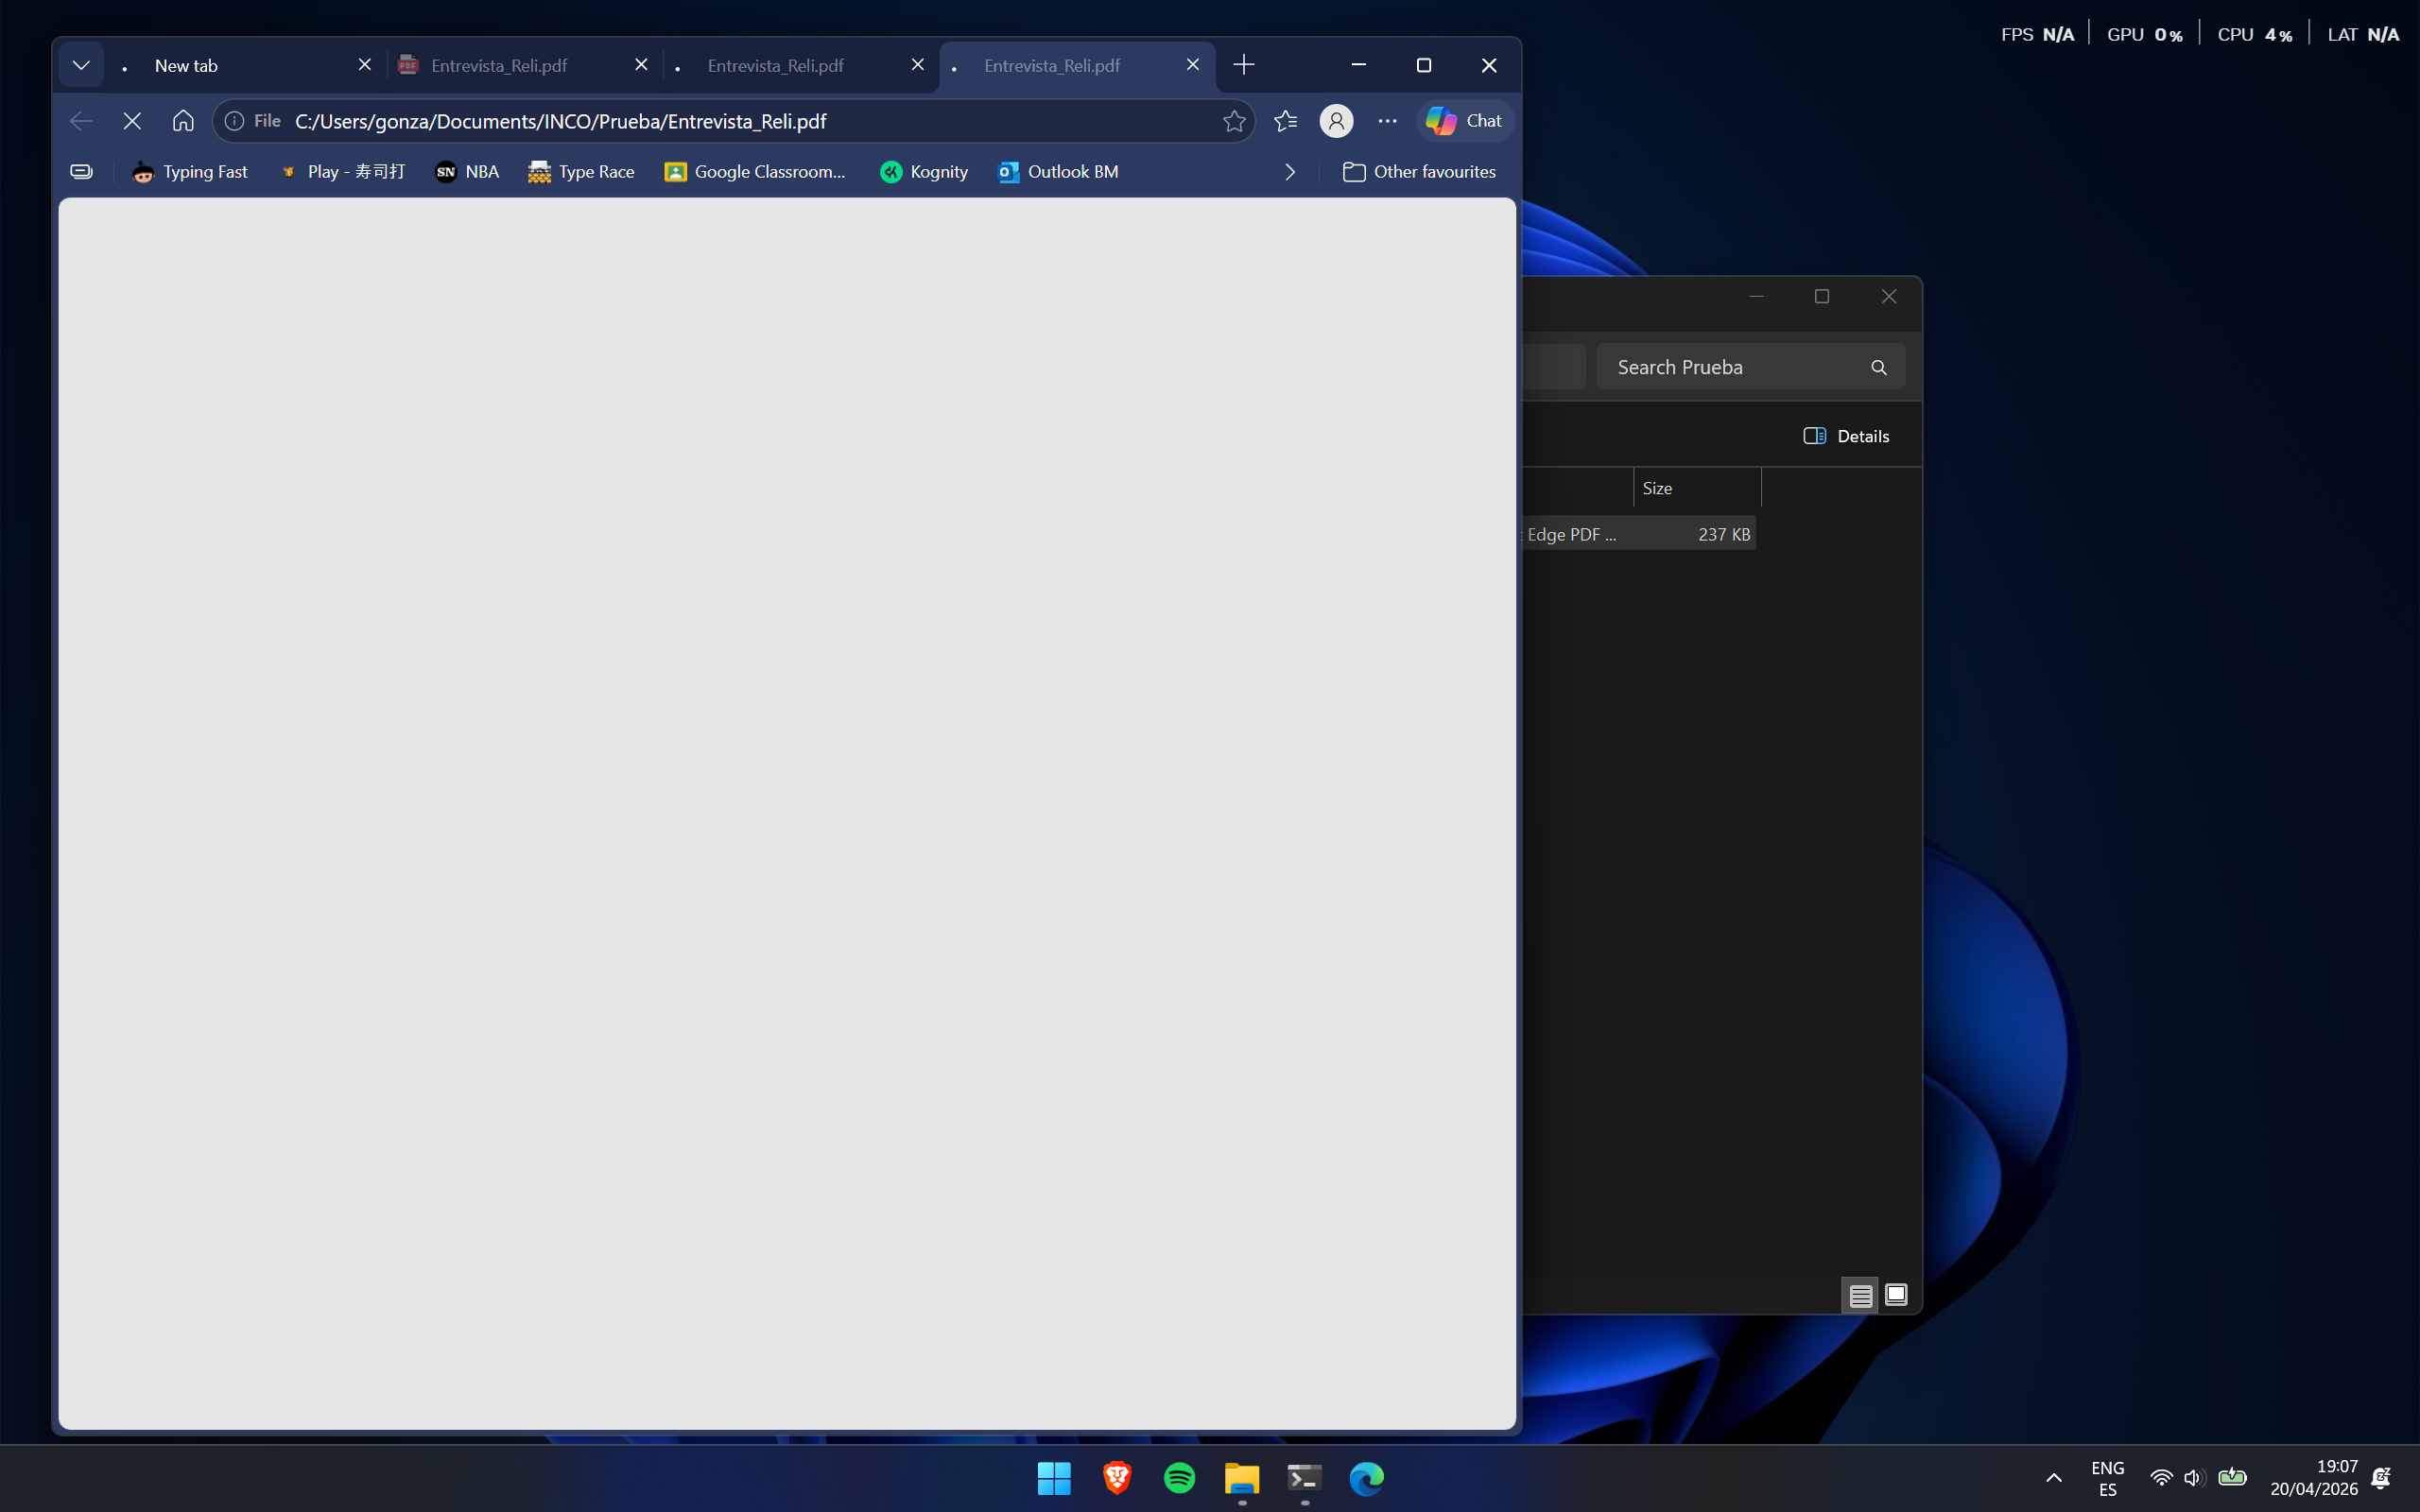 FPS N/A GPU 0% CPU 4% LAT N/A
New tab Entrevista_Reli.pdf Entrevista_Reli.pdf Entrevista_Reli.pdf
File C:/Users/gonza/Documents/INCO/Prueba/Entrevista_Reli.pdf Chat
Typing Fast Play - 寿司打 SN NBA Type Race Google Classroom... Kognity Outlook BM Other favourites
Search Prueba
Details
Size
Edge PDF ... 237 KB
ENG
ES
19:07
20/04/2026